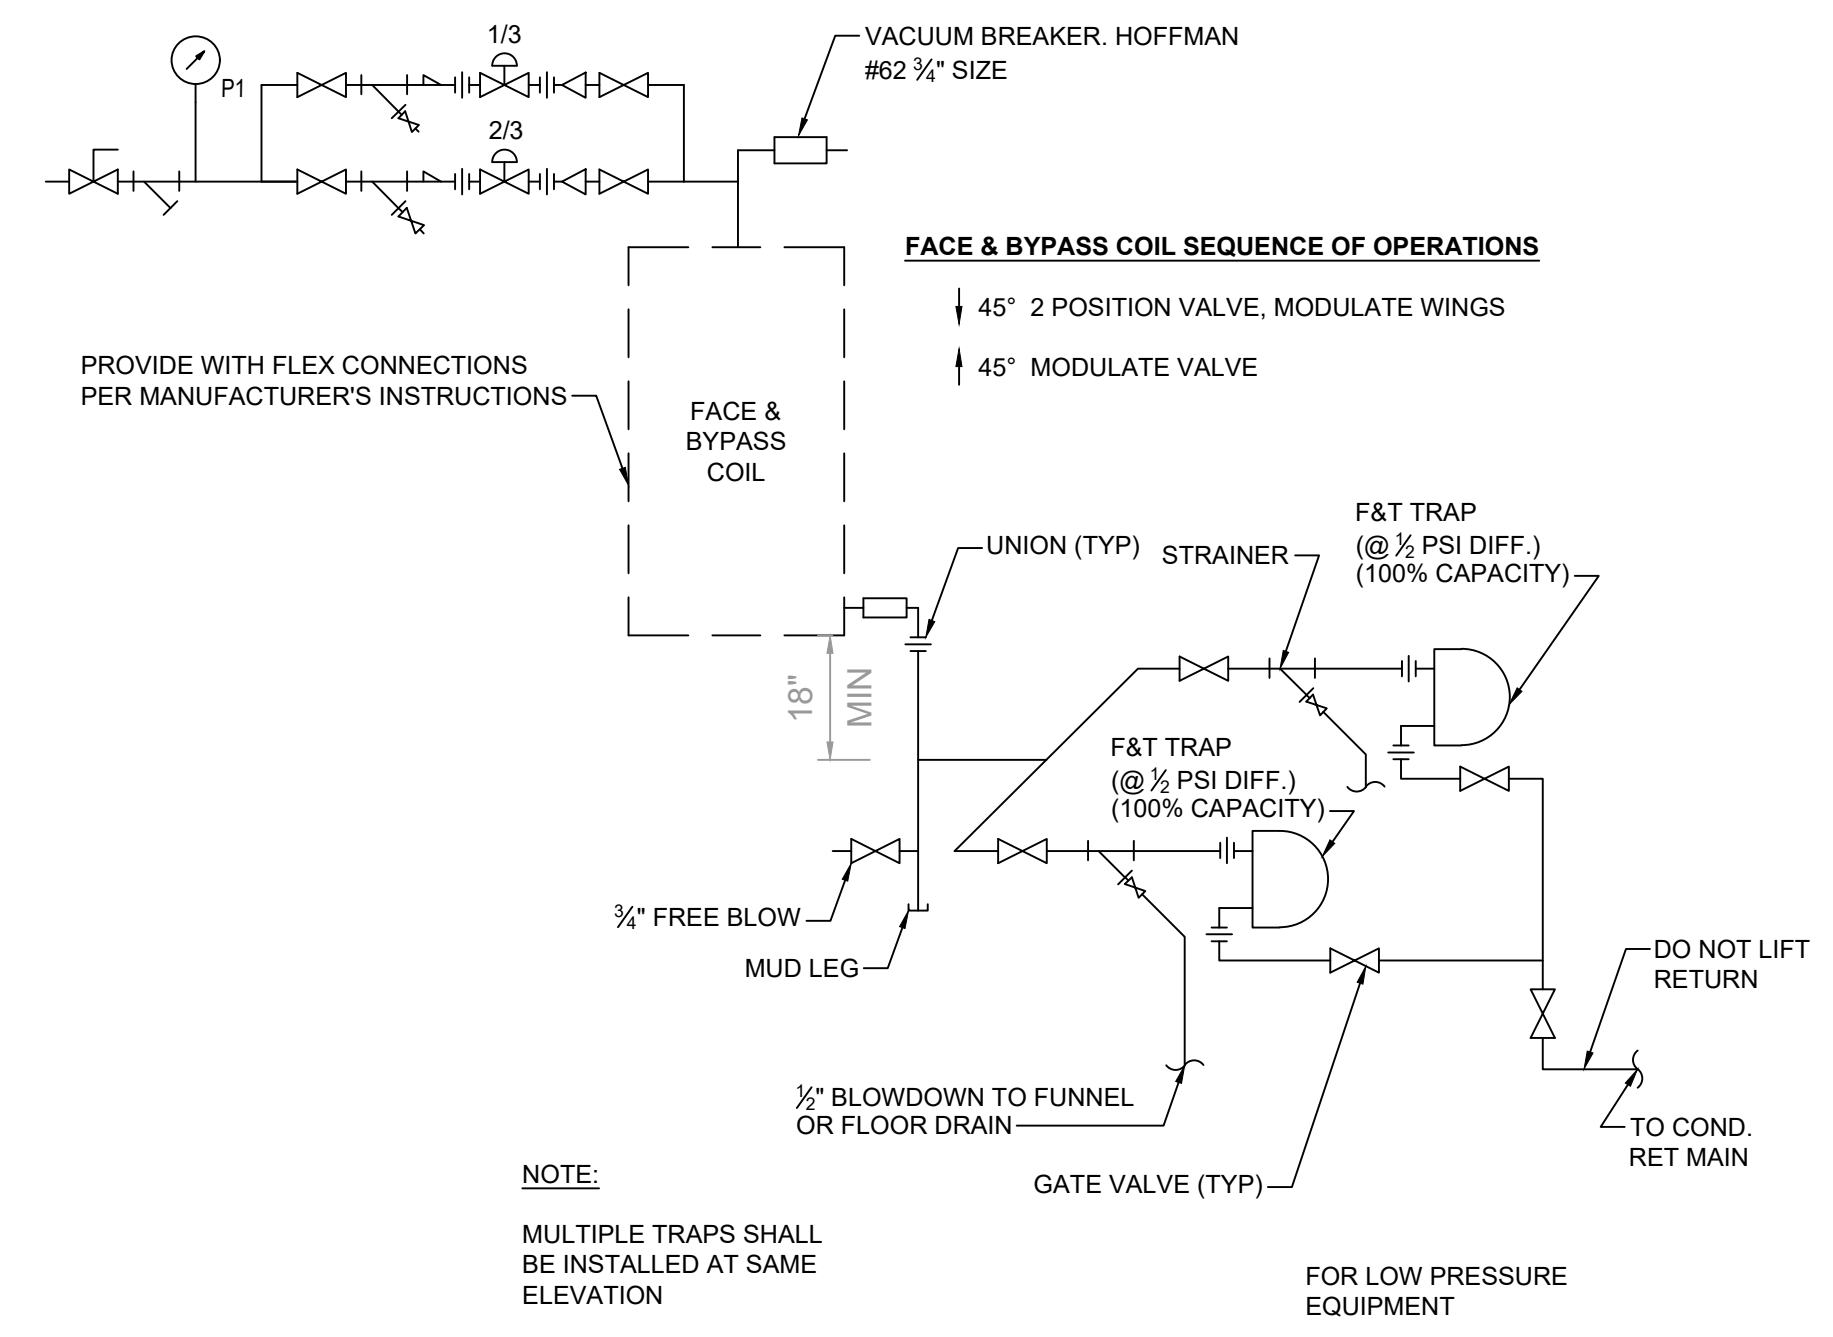 1/3
P1
2/3
VACUUM BREAKER. HOFFMAN
#62 ¾" SIZE
FACE & BYPASS COIL SEQUENCE OF OPERATIONS
45° 2 POSITION VALVE, MODULATE WINGS
45° MODULATE VALVE
PROVIDE WITH FLEX CONNECTIONS
PER MANUFACTURER'S INSTRUCTIONS
FACE &
BYPASS
COIL
F&T TRAP
(@ ½ PSI DIFF.)
(100% CAPACITY)
UNION (TYP)
STRAINER
18"
MIN
F&T TRAP
(@ ½ PSI DIFF.)
(100% CAPACITY)
¾" FREE BLOW
MUD LEG
DO NOT LIFT
RETURN
½" BLOWDOWN TO FUNNEL
OR FLOOR DRAIN
TO COND.
RET MAIN
GATE VALVE (TYP)
NOTE:
MULTIPLE TRAPS SHALL
BE INSTALLED AT SAME
ELEVATION
FOR LOW PRESSURE
EQUIPMENT